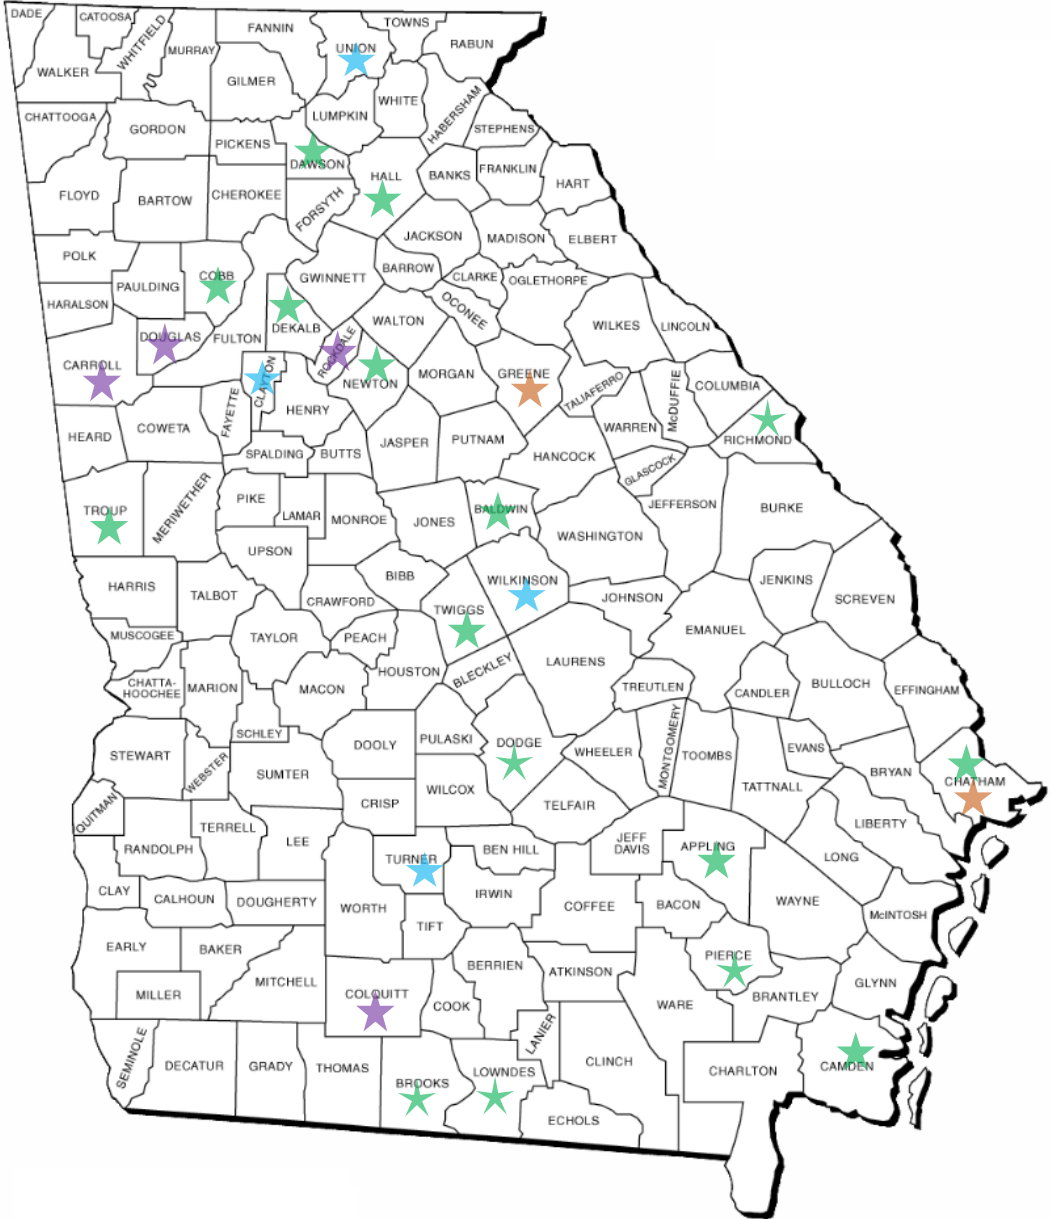 DADE
CATOOSA
WHITFIELD
MURRAY
FANNIN
UNION
TOWNS
RABUN
WALKER
GILMER
LUMPKIN
WHITE
HABERSHAM
STEPHENS
CHATTOOGA
GORDON
PICKENS
DAWSON
HALL
BANKS
FRANKLIN
HART
FLOYD
BARTOW
CHEROKEE
FORSYTH
JACKSON
MADISON
ELBERT
POLK
PAULDING
COBB
GWINNETT
BARROW
CLARKE
OGLETHORPE
OCONEE
HARALSON
DOUGLAS
FULTON
DEKALB
ROCKDALE
WALTON
WILKES
LINCOLN
CARROLL
CLAYTON
NEWTON
MORGAN
GREENE
TALIAFERRO
McDUFFIE
COLUMBIA
HEARD
COWETA
FAYETTE
HENRY
JASPER
PUTNAM
HANCOCK
WARREN
RICHMOND
SPALDING
BUTTS
GLASCOCK
TROUP
MERIWETHER
PIKE
LAMAR
MONROE
JONES
BALDWIN
WASHINGTON
JEFFERSON
BURKE
UPSON
HARRIS
TALBOT
CRAWFORD
BIBB
TWIGGS
WILKINSON
JOHNSON
JENKINS
SCREVEN
MUSCOGEE
TAYLOR
PEACH
EMANUEL
CHATTA-
HOOCHEE
MARION
MACON
HOUSTON
BLECKLEY
LAURENS
TREUTLEN
CANDLER
BULLOCH
EFFINGHAM
SCHLEY
STEWART
WEBSTER
SUMTER
DOOLY
PULASKI
DODGE
WHEELER
MONTGOMERY
TOOMBS
EVANS
TATTNALL
BRYAN
CHATHAM
QUITMAN
CRISP
WILCOX
TELFAIR
LIBERTY
RANDOLPH
TERRELL
LEE
TURNER
BEN HILL
JEFF
DAVIS
APPLING
LONG
CLAY
CALHOUN
DOUGHERTY
WORTH
TIFT
IRWIN
COFFEE
BACON
WAYNE
McINTOSH
EARLY
BAKER
MITCHELL
BERRIEN
ATKINSON
PIERCE
GLYNN
MILLER
COLQUITT
COOK
WARE
BRANTLEY
SEMINOLE
DECATUR
GRADY
THOMAS
BROOKS
LOWNDES
LANIER
CLINCH
CHARLTON
CAMDEN
ECHOLS